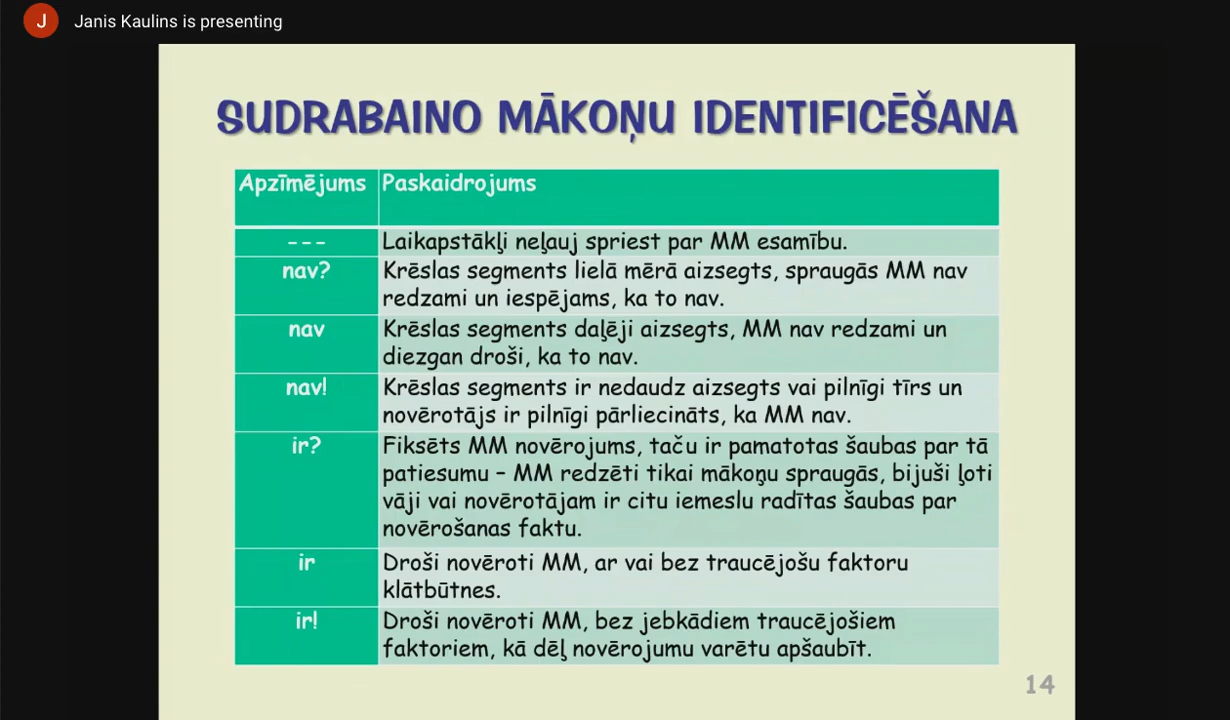 J
Janis Kaulins is presenting
SUDRABAINO MĀKOŅU IDENTIFICĒŠANA
Apzīmējums Paskaidrojums
--- Laikapstākļi neļauj spriest par MM esamību.
nav? Krēslas segments lielā mērā aizsegts, spraugās MM nav
redzami un iespējams, ka to nav.
nav Krēslas segments daļēji aizsegts, MM nav redzami un
diezgan droši, ka to nav.
nav! Krēslas segments ir nedaudz aizsegts vai pilnīgi tīrs un
novērotājs ir pilnīgi pārliecināts, ka MM nav.
ir? Fiksēts MM novērojums, taču ir pamatotas šaubas par tā
patiesumu – MM redzēti tikai mākoņu spraugās, bijuši ļoti
vāji vai novērotājam ir citu iemeslu radītas šaubas par
novērošanas faktu.
ir Droši novēroti MM, ar vai bez traucējošu faktoru
klātbūtnes.
ir! Droši novēroti MM, bez jebkādiem traucējošiem
faktoriem, kā dēļ novērojumu varētu apšaubīt.
14